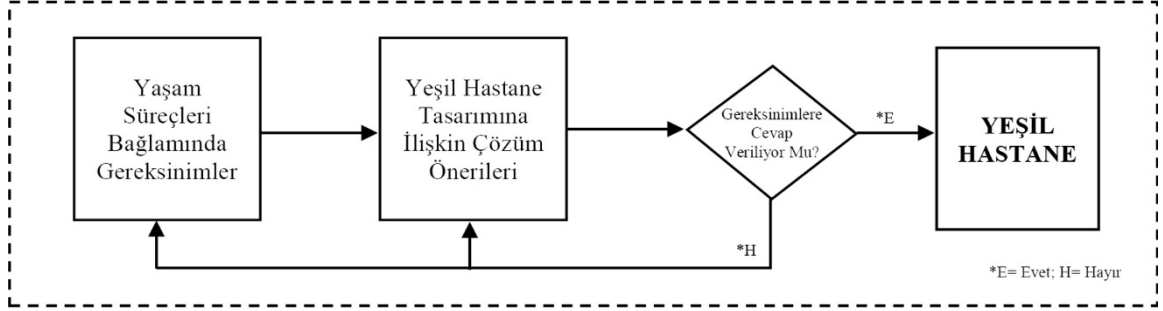 Yaşam
Süreçleri
Bağlamında
Gereksinimler
Yeşil Hastane
Tasarımına
İlişkin Çözüm
Önerileri
Gereksinimlere
Cevap
Veriliyor Mu?
*E
*H
YEŞİL
HASTANE
*E= Evet; H= Hayır